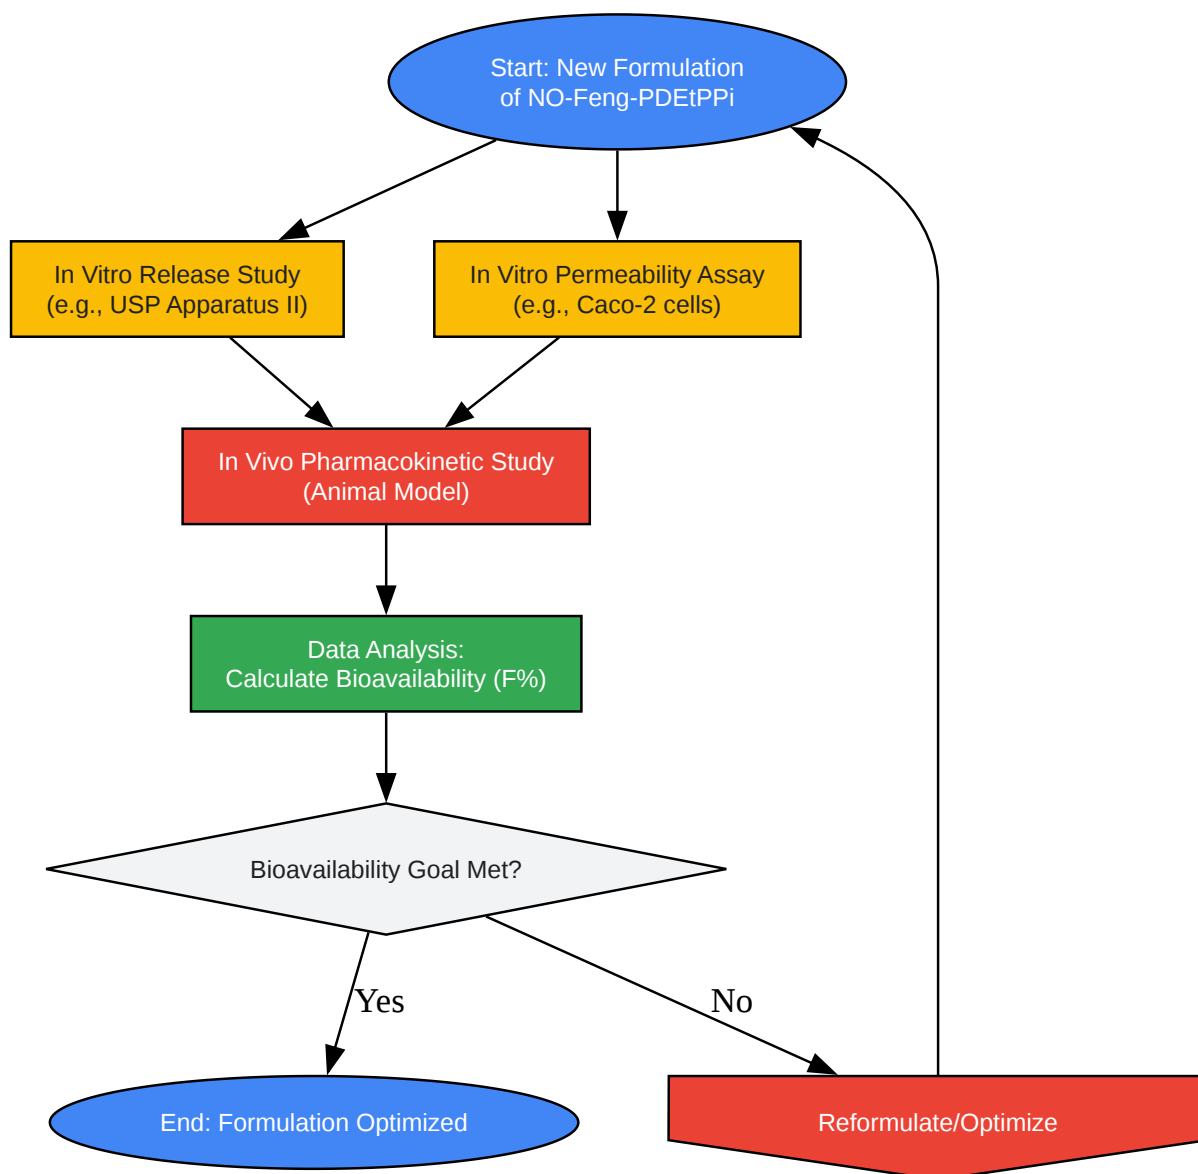 Start: New Formulation
of NO-Feng-PDEtPPi
In Vitro Release Study
(e.g., USP Apparatus II)
In Vitro Permeability Assay
(e.g., Caco-2 cells)
In Vivo Pharmacokinetic Study
(Animal Model)
Data Analysis:
Calculate Bioavailability (F%)
Bioavailability Goal Met?
Yes
No
End: Formulation Optimized
Reformulate/Optimize